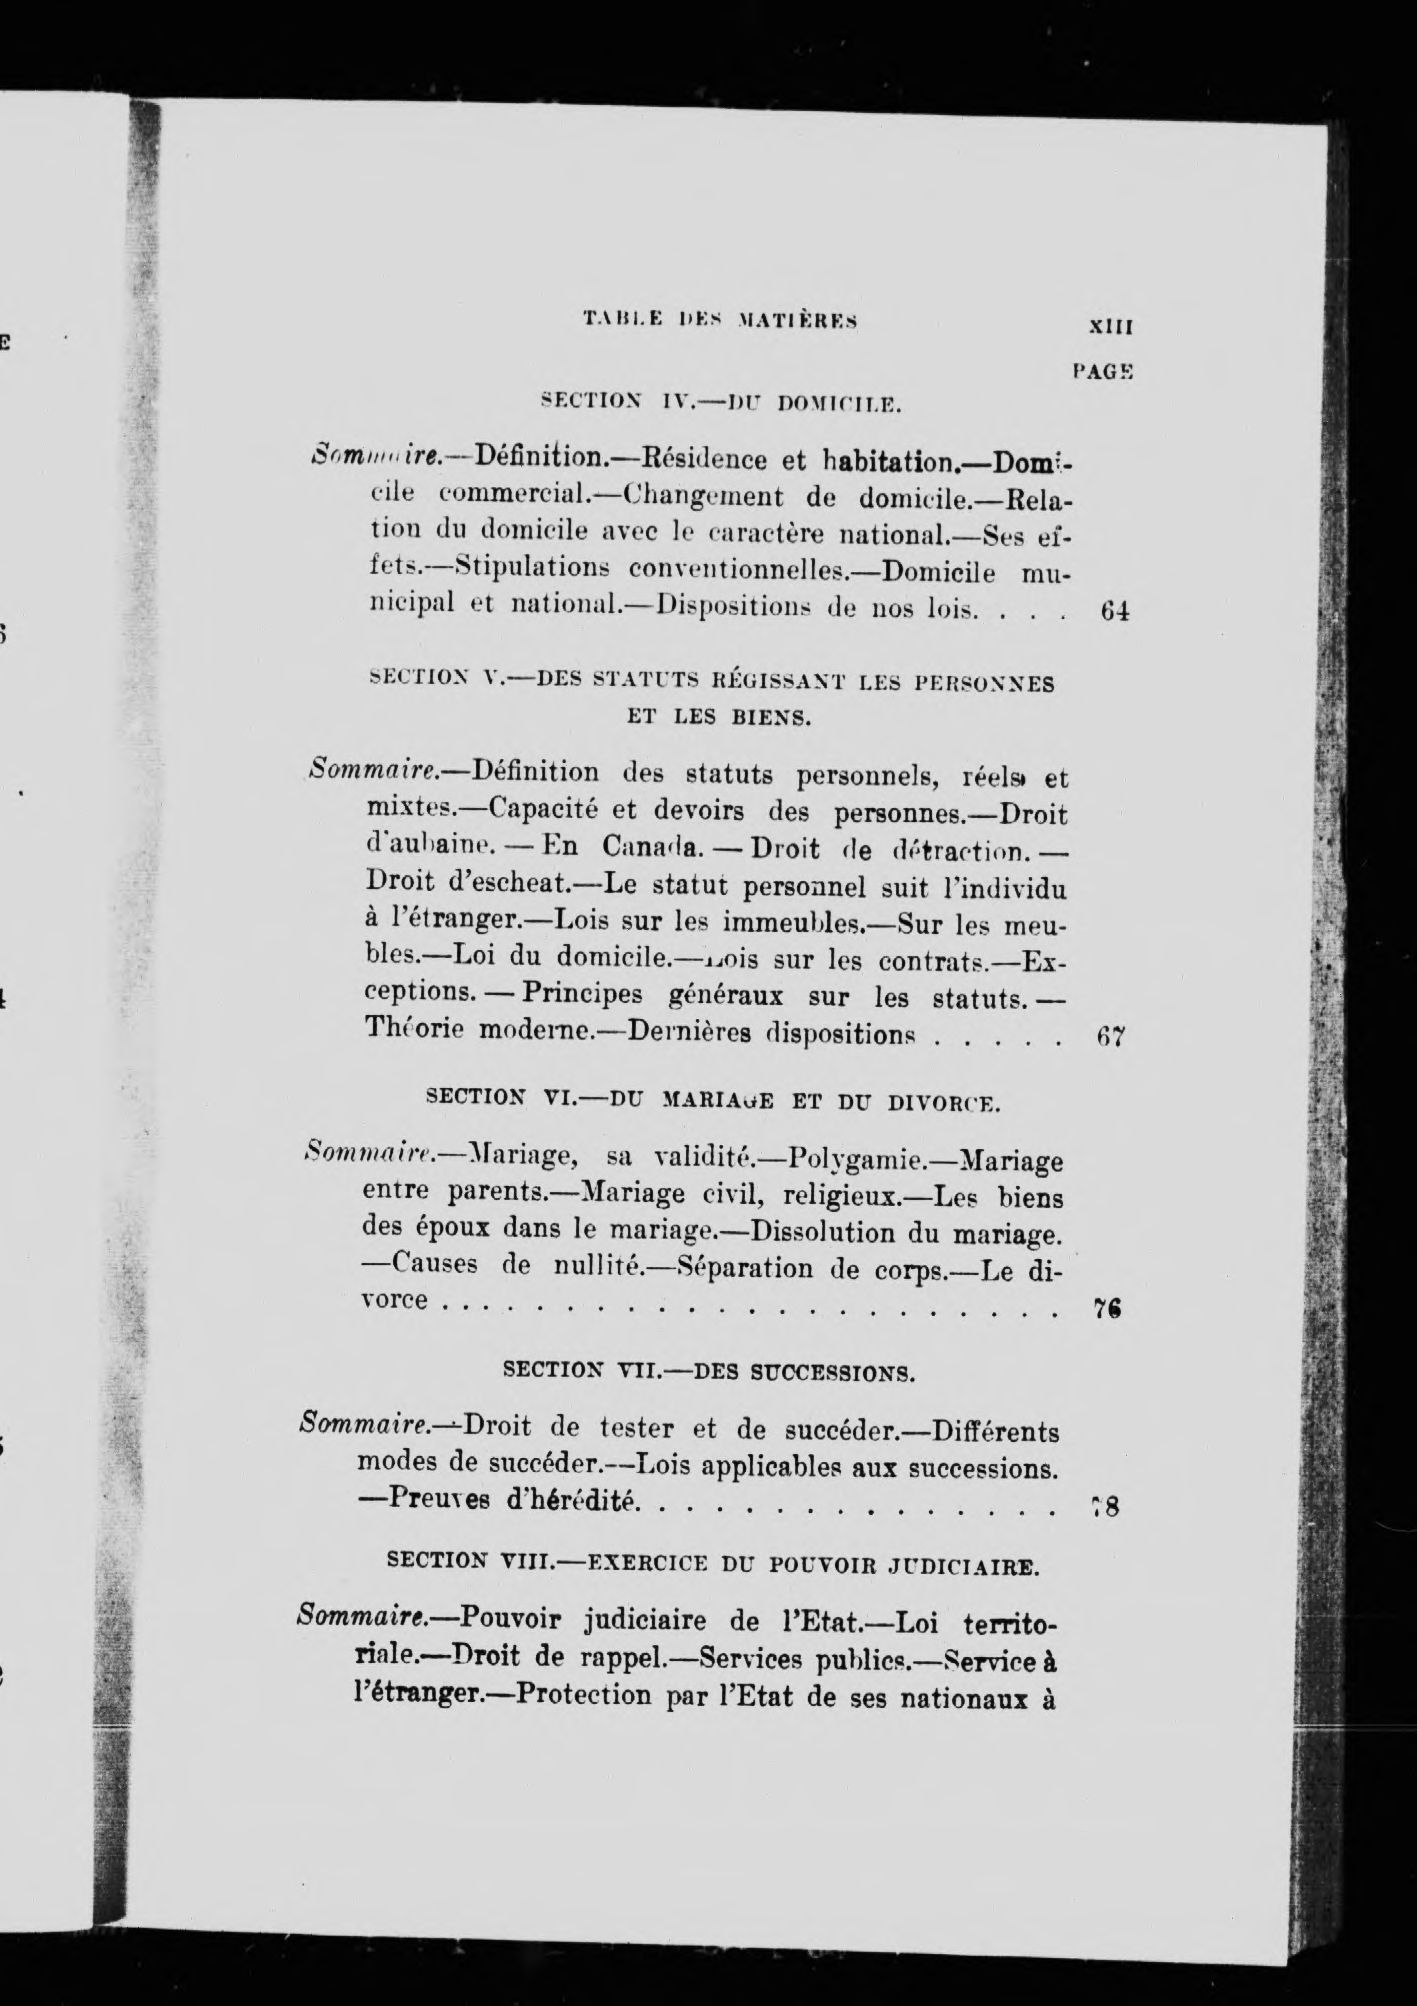 TABLE DES MATIÈRES XIII
PAGE
SECTION IV.—DU DOMICILE.
Sommaire.—Définition.—Résidence et habitation.—Domi-
cile commercial.—Changement de domicile.—Rela-
tion du domicile avec le caractère national.—Ses ef-
fets.—Stipulations conventionnelles.—Domicile mu-
nicipal et national.—Dispositions de nos lois. . . . 64
SECTION V.—DES STATUTS RÉGISSANT LES PERSONNES
ET LES BIENS.
Sommaire.—Définition des statuts personnels, réels et
mixtes.—Capacité et devoirs des personnes.—Droit
d'aubaine. — En Canada. — Droit de détraction. —
Droit d'escheat.—Le statut personnel suit l'individu
à l'étranger.—Lois sur les immeubles.—Sur les meu-
bles.—Loi du domicile.—Lois sur les contrats.—Ex-
ceptions. — Principes généraux sur les statuts. —
Théorie moderne.—Dernières dispositions . . . . . 67
SECTION VI.—DU MARIAGE ET DU DIVORCE.
Sommaire.—Mariage, sa validité.—Polygamie.—Mariage
entre parents.—Mariage civil, religieux.—Les biens
des époux dans le mariage.—Dissolution du mariage.
—Causes de nullité.—Séparation de corps.—Le di-
vorce . . . . . . . . . . . . . . . . . . . . . 76
SECTION VII.—DES SUCCESSIONS.
Sommaire.—Droit de tester et de succéder.—Différents
modes de succéder.—Lois applicables aux successions.
—Preuves d'hérédité. . . . . . . . . . . . . . . 78
SECTION VIII.—EXERCICE DU POUVOIR JUDICIAIRE.
Sommaire.—Pouvoir judiciaire de l'Etat.—Loi territo-
riale.—Droit de rappel.—Services publics.—Service à
l'étranger.—Protection par l'Etat de ses nationaux à